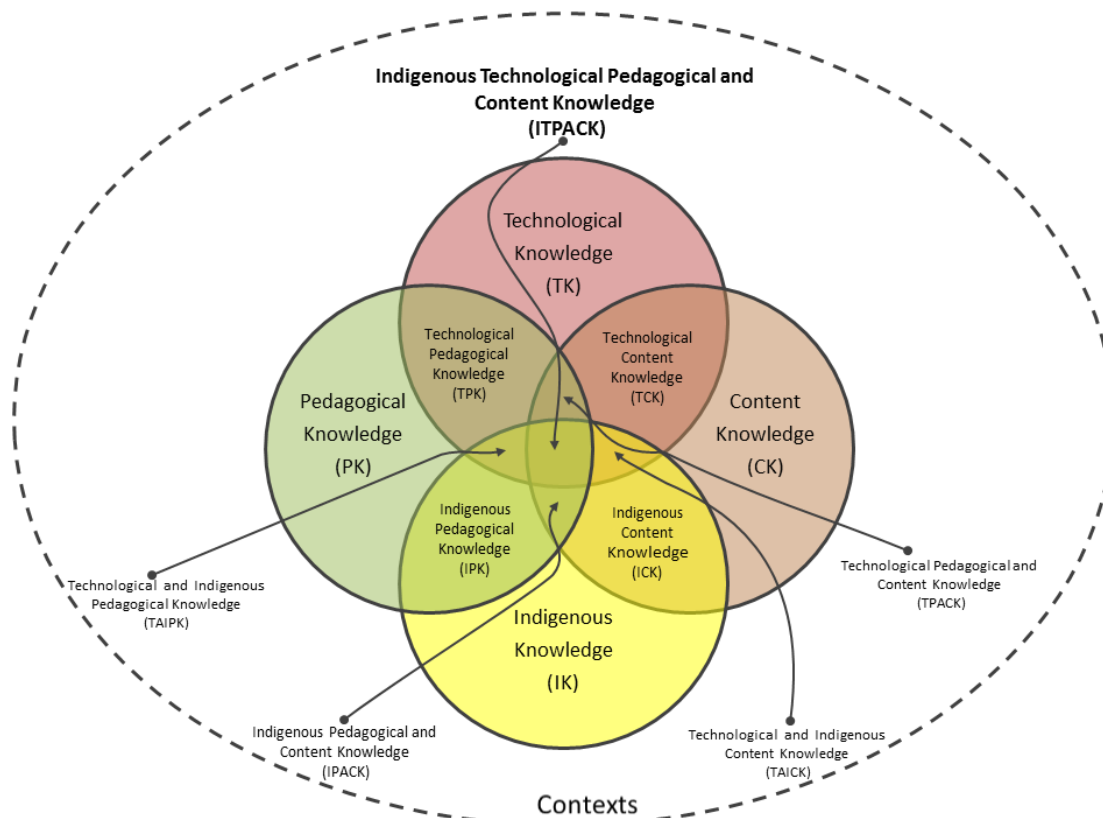 Indigenous Technological Pedagogical and
Content Knowledge
(ITPACK)
Technological
Knowledge
(TK)
Technological
Pedagogical
Knowledge
(TPK)
Technological
Content
Knowledge
(TCK)
Pedagogical
Knowledge
(PK)
Content
Knowledge
(CK)
Indigenous
Pedagogical
Knowledge
(IPK)
Indigenous
Content
Knowledge
(ICK)
Technological and Indigenous
Pedagogical Knowledge
(TAIPK)
Technological Pedagogical and
Content Knowledge
(TPACK)
Indigenous
Knowledge
(IK)
Indigenous Pedagogical and
Content Knowledge
(IPACK)
Technological and Indigenous
Content Knowledge
(TAICK)
Contexts